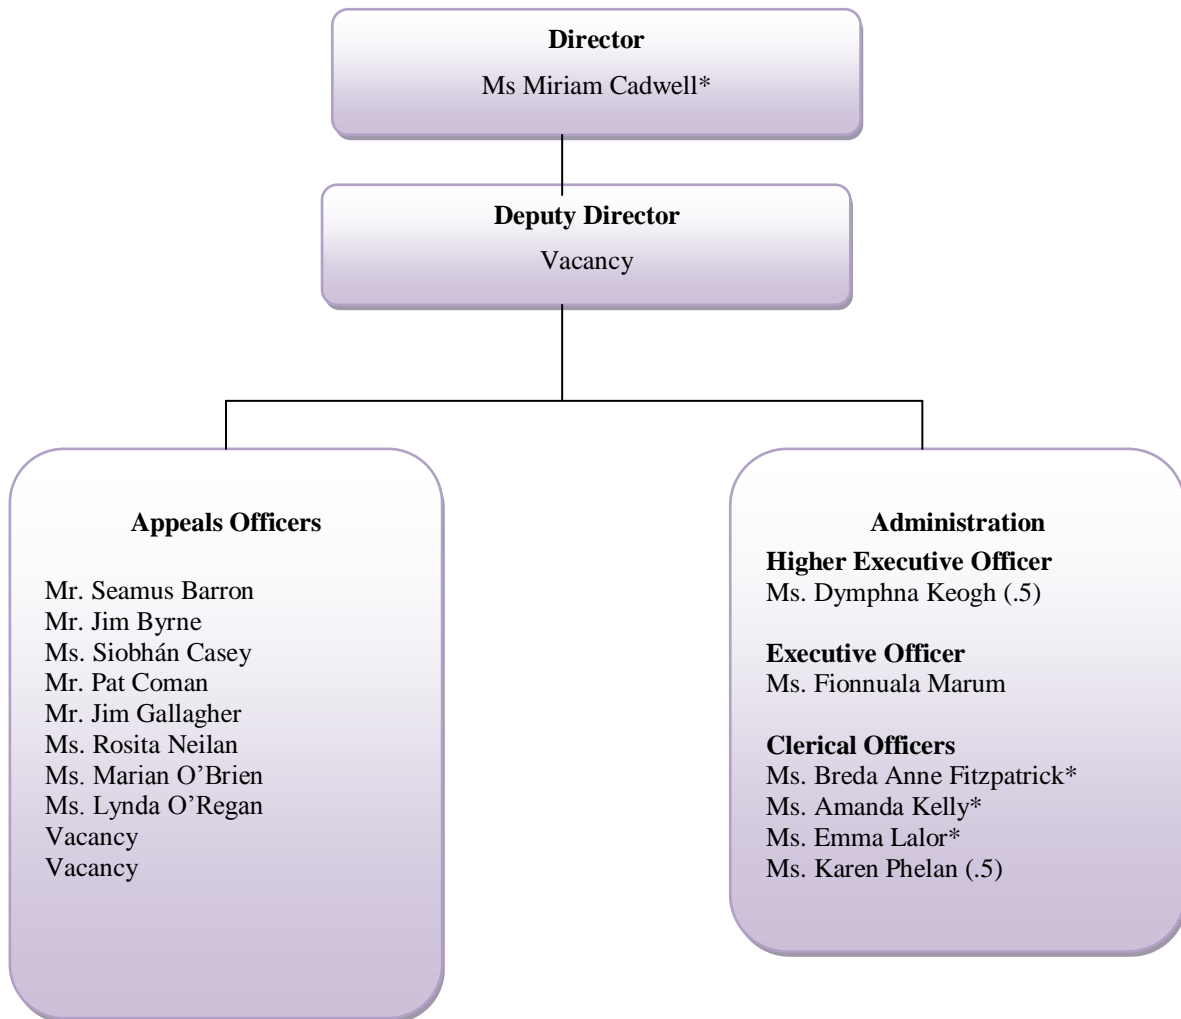 Director
Ms Miriam Cadwell*
Deputy Director
Vacancy
Appeals Officers
Mr. Seamus Barron
Mr. Jim Byrne
Ms. Siobhán Casey
Mr. Pat Coman
Mr. Jim Gallagher
Ms. Rosita Neilan
Ms. Marian O’Brien
Ms. Lynda O’Regan
Vacancy
Vacancy
Administration
Higher Executive Officer
Ms. Dymphna Keogh (.5)
Executive Officer
Ms. Fionnuala Marum
Clerical Officers
Ms. Breda Anne Fitzpatrick*
Ms. Amanda Kelly*
Ms. Emma Lalor*
Ms. Karen Phelan (.5)